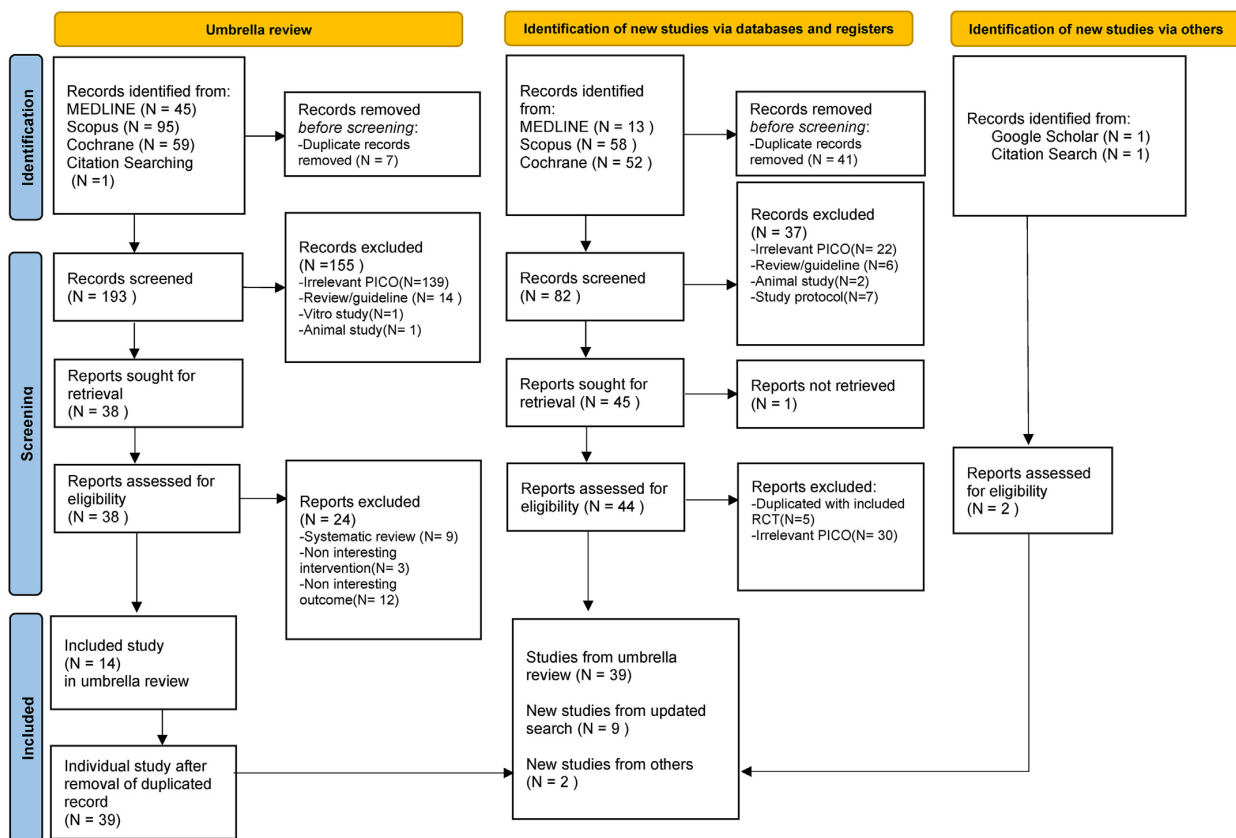 Umbrella review
Identification of new studies via databases and registers
Identification of new studies via others
Identification
Screening
Included
Records identified from:
MEDLINE (N = 45)
Scopus (N = 95)
Cochrane (N = 59)
Citation Searching
(N =1)
Records removed
before screening:
-Duplicate records
removed (N = 7)
Records screened
(N = 193 )
Records excluded
(N =155 )
-Irrelevant PICO(N=139)
-Review/guideline (N= 14 )
-Vitro study(N=1)
-Animal study(N= 1)
Reports sought for
retrieval
(N = 38 )
Reports assessed for
eligibility
(N = 38 )
Reports excluded
(N = 24)
-Systematic review (N= 9)
-Non interesting
intervention(N= 3)
-Non interesting
outcome(N= 12)
Included study
(N = 14)
in umbrella review
Individual study after
removal of duplicated
record
(N = 39)
Records identified
from:
MEDLINE (N = 13 )
Scopus (N = 58 )
Cochrane (N = 52 )
Records removed
before screening:
-Duplicate records
removed (N = 41)
Records screened
(N = 82 )
Records excluded
(N = 37)
-Irrelevant PICO(N= 22)
-Review/guideline (N=6)
-Animal study(N=2)
-Study protocol(N=7)
Reports sought for
retrieval (N = 45 )
Reports not retrieved
(N = 1)
Reports assessed for
eligibility (N = 44 )
Reports excluded:
-Duplicated with included
RCT(N=5)
-Irrelevant PICO(N= 30)
Studies from umbrella
review (N = 39)
New studies from updated
search (N = 9 )
New studies from others
(N = 2 )
Records identified from:
Google Scholar (N = 1)
Citation Search (N = 1)
Reports assessed
for eligibility
(N = 2 )